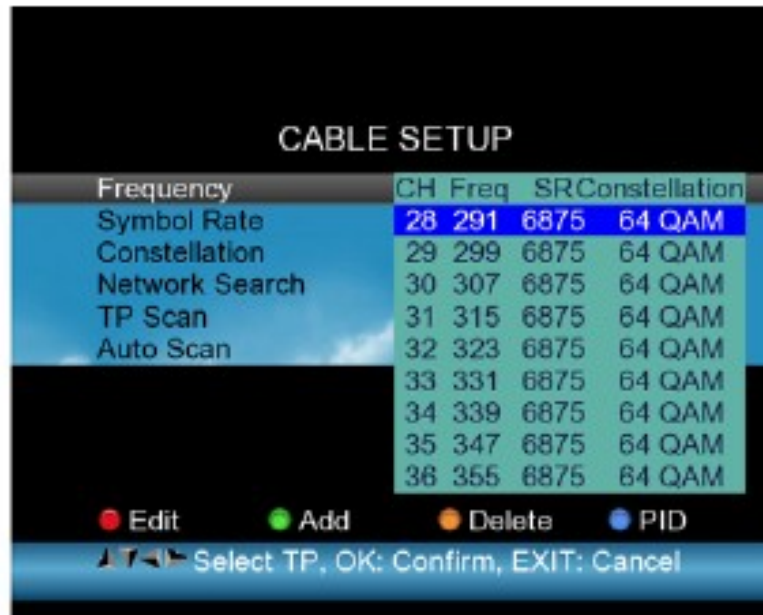 CABLE SETUP
Frequency
Symbol Rate
Constellation
Network Search
TP Scan
Auto Scan
CH Freq SR Constellation
28 291 6875 64 QAM
29 299 6875 64 QAM
30 307 6875 64 QAM
31 315 6875 64 QAM
32 323 6875 64 QAM
33 331 6875 64 QAM
34 339 6875 64 QAM
35 347 6875 64 QAM
36 355 6875 64 QAM
Edit Add Delete PID
Select TP, OK: Confirm, EXIT: Cancel